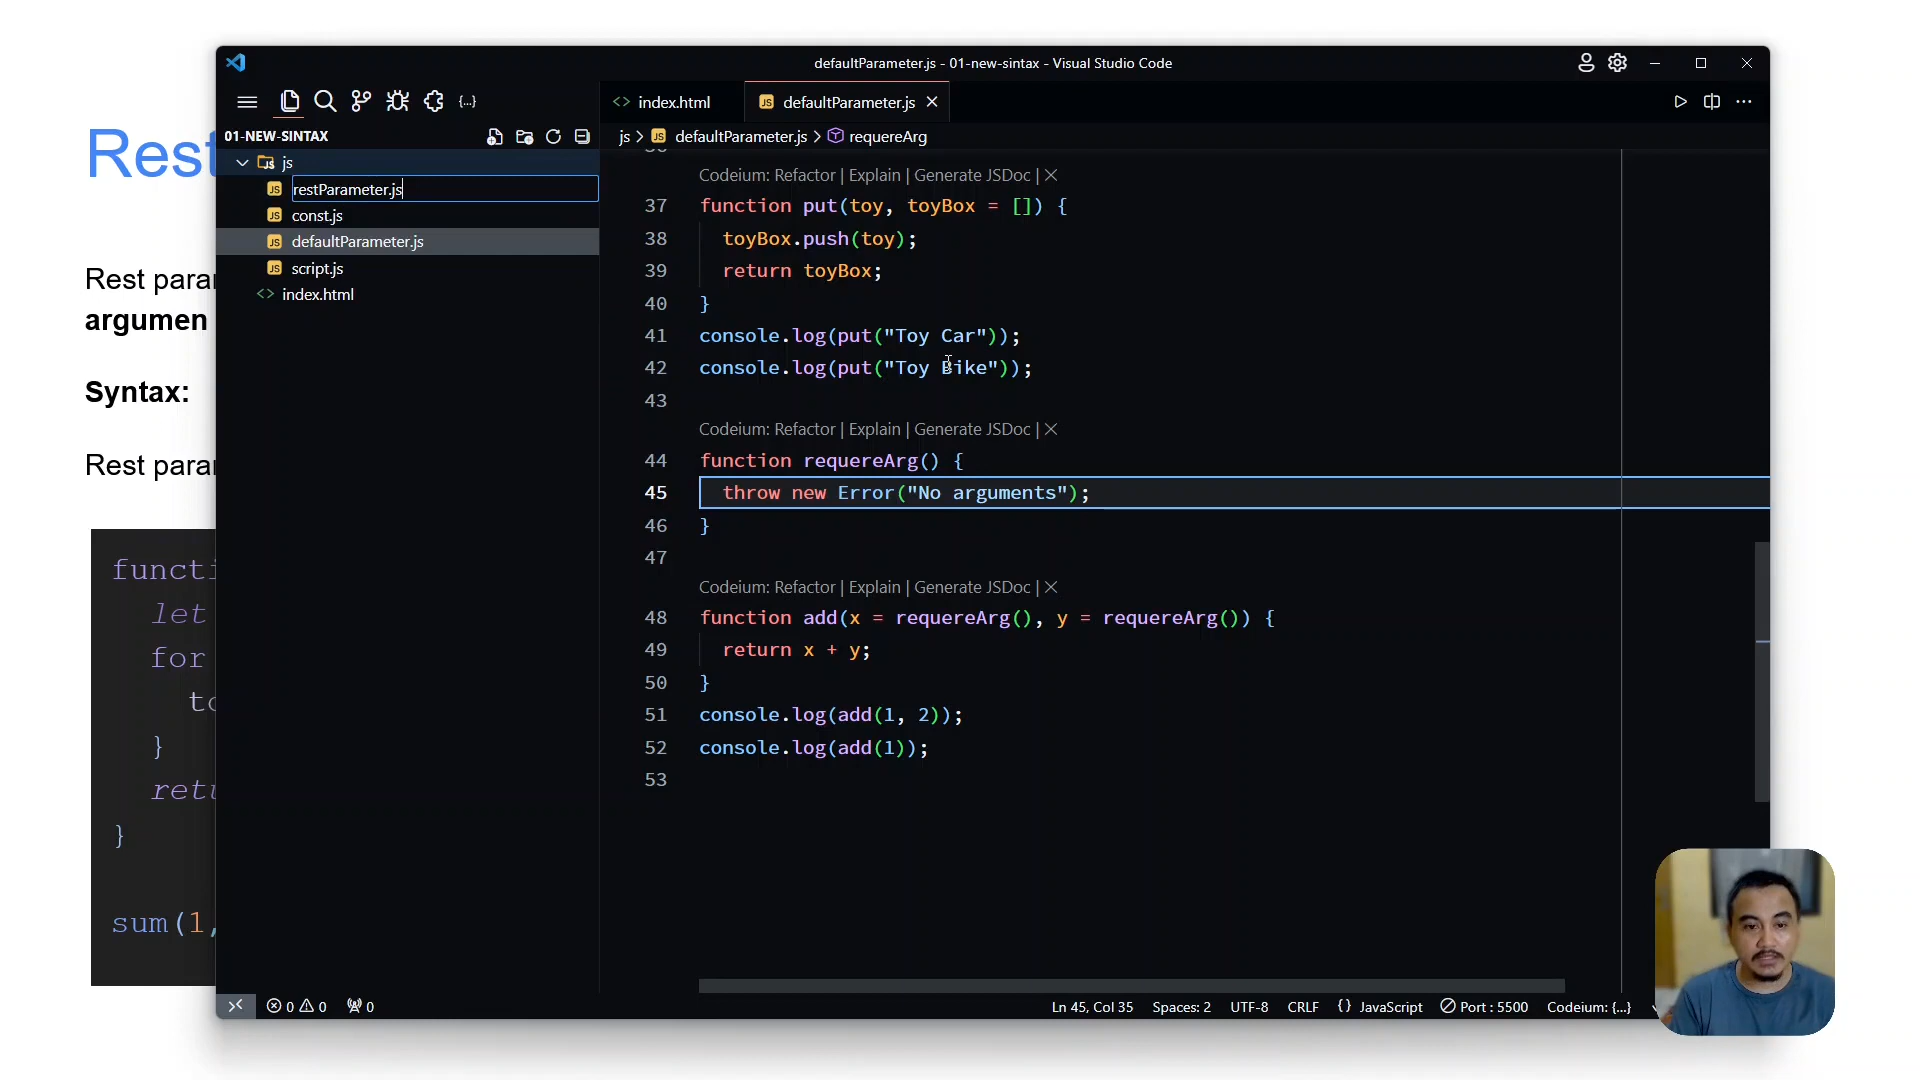 Rest
Rest para
argumen
Syntax:
Rest para
functi
let
for
to
}
retu
}
sum(1,
defaultParameter.js - 01-new-sintax - Visual Studio Code
01-NEW-SINTAX
js
restParameter.js
const.js
defaultParameter.js
script.js
index.html
index.html
defaultParameter.js
js > defaultParameter.js > requereArg
Codeium: Refactor | Explain | Generate JSDoc | ×
37 function put(toy, toyBox = []) {
38 toyBox.push(toy);
39 return toyBox;
40 }
41 console.log(put("Toy Car"));
42 console.log(put("Toy Bike"));
43
Codeium: Refactor | Explain | Generate JSDoc | ×
44 function requereArg() {
45 throw new Error("No arguments");
46 }
47
Codeium: Refactor | Explain | Generate JSDoc | ×
48 function add(x = requereArg(), y = requereArg()) {
49 return x + y;
50 }
51 console.log(add(1, 2));
52 console.log(add(1));
53
0 0 0 Ln 45, Col 35 Spaces: 2 UTF-8 CRLF {} JavaScript Port : 5500 Codeium: {...}